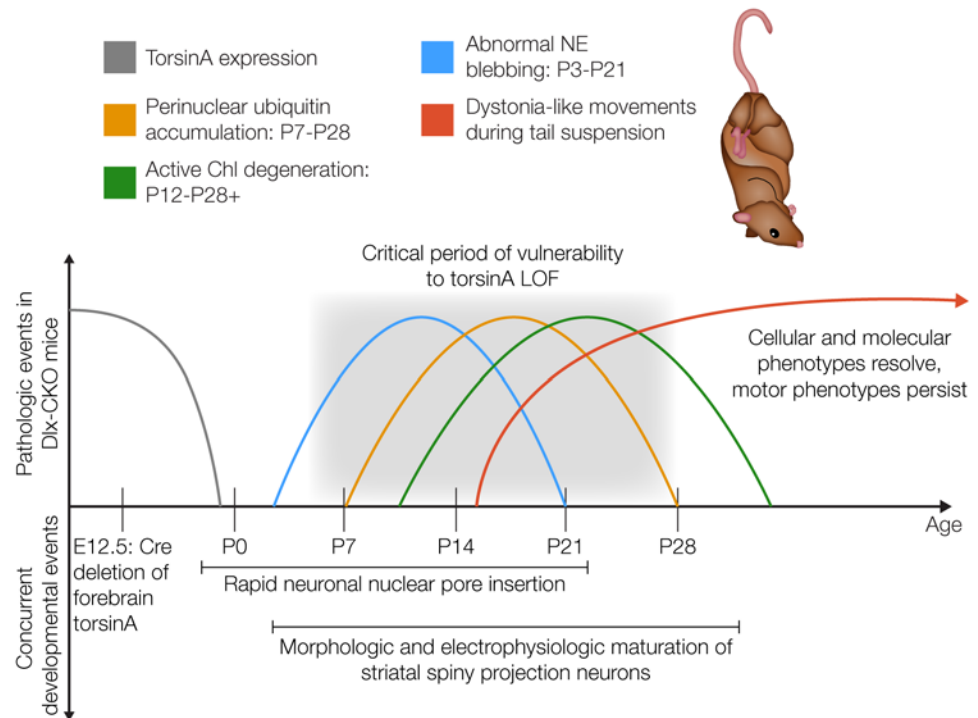 TorsinA expression
Perinuclear ubiquitin
accumulation: P7-P28
Active ChI degeneration:
P12-P28+
Abnormal NE
blebbing: P3-P21
Dystonia-like movements
during tail suspension
Critical period of vulnerability
to torsinA LOF
Pathologic events in
Dlx-CKO mice
Cellular and molecular
phenotypes resolve,
motor phenotypes persist
Age
E12.5: Cre
deletion of
forebrain
torsinA
P0
P7
P14
P21
P28
Concurrent
developmental events
Rapid neuronal nuclear pore insertion
Morphologic and electrophysiologic maturation of
striatal spiny projection neurons